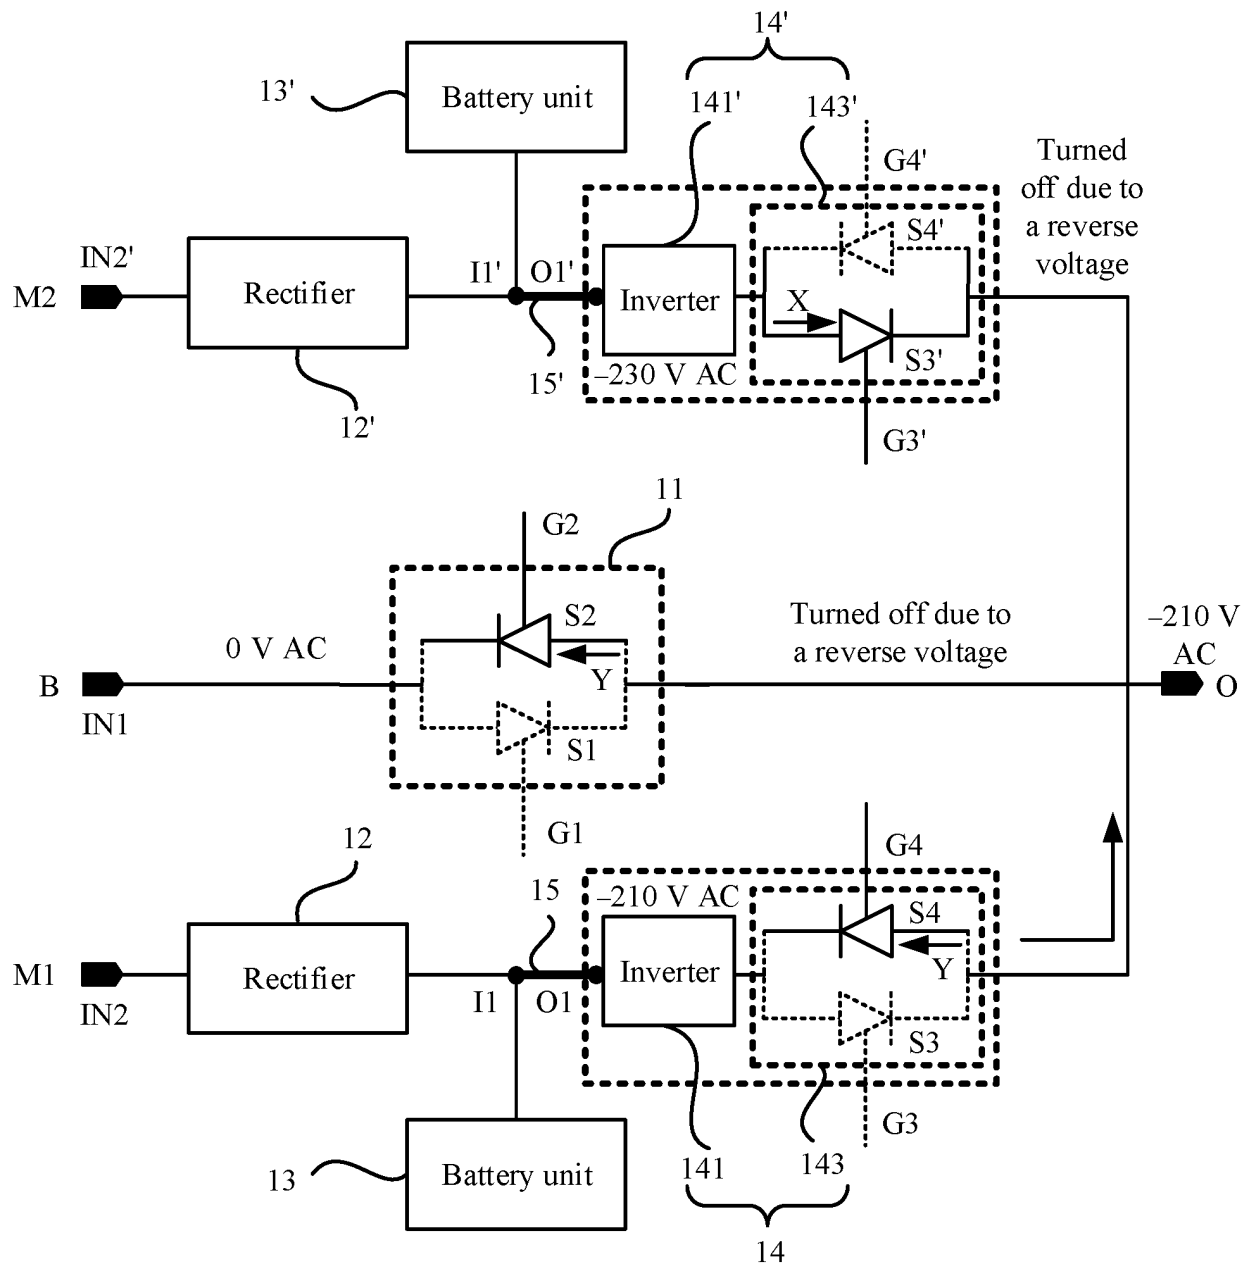 14'
13'
Battery unit
141'
143'
G4'
Turned
off due to
a reverse
voltage
S4'
IN2'
M2
Rectifier
I1'
O1'
Inverter
X
S3'
15'
–230 V AC
12'
G3'
11
G2
S2
Turned off due to
a reverse voltage
–210 V
AC
0 V AC
Y
B
O
IN1
S1
G1
12
G4
15
–210 V AC
S4
M1
Rectifier
Inverter
Y
IN2
I1
O1
S3
G3
13
Battery unit
141
143
14